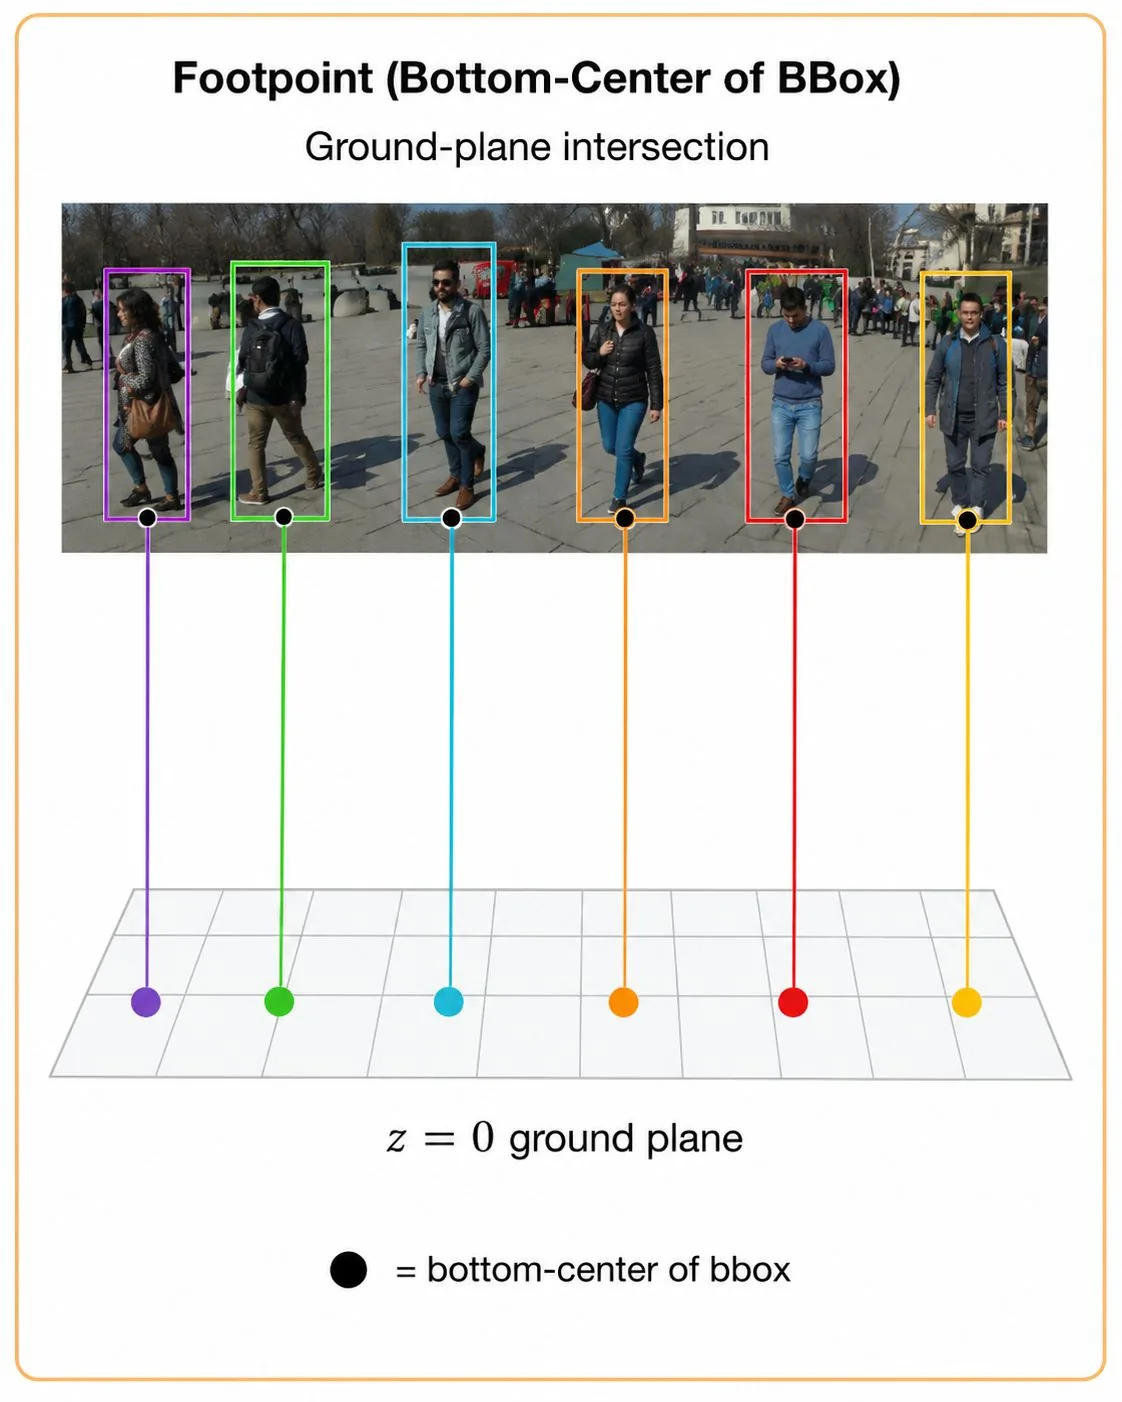 Footpoint (Bottom-Center of BBox)
Ground-plane intersection
z = 0 ground plane
= bottom-center of bbox